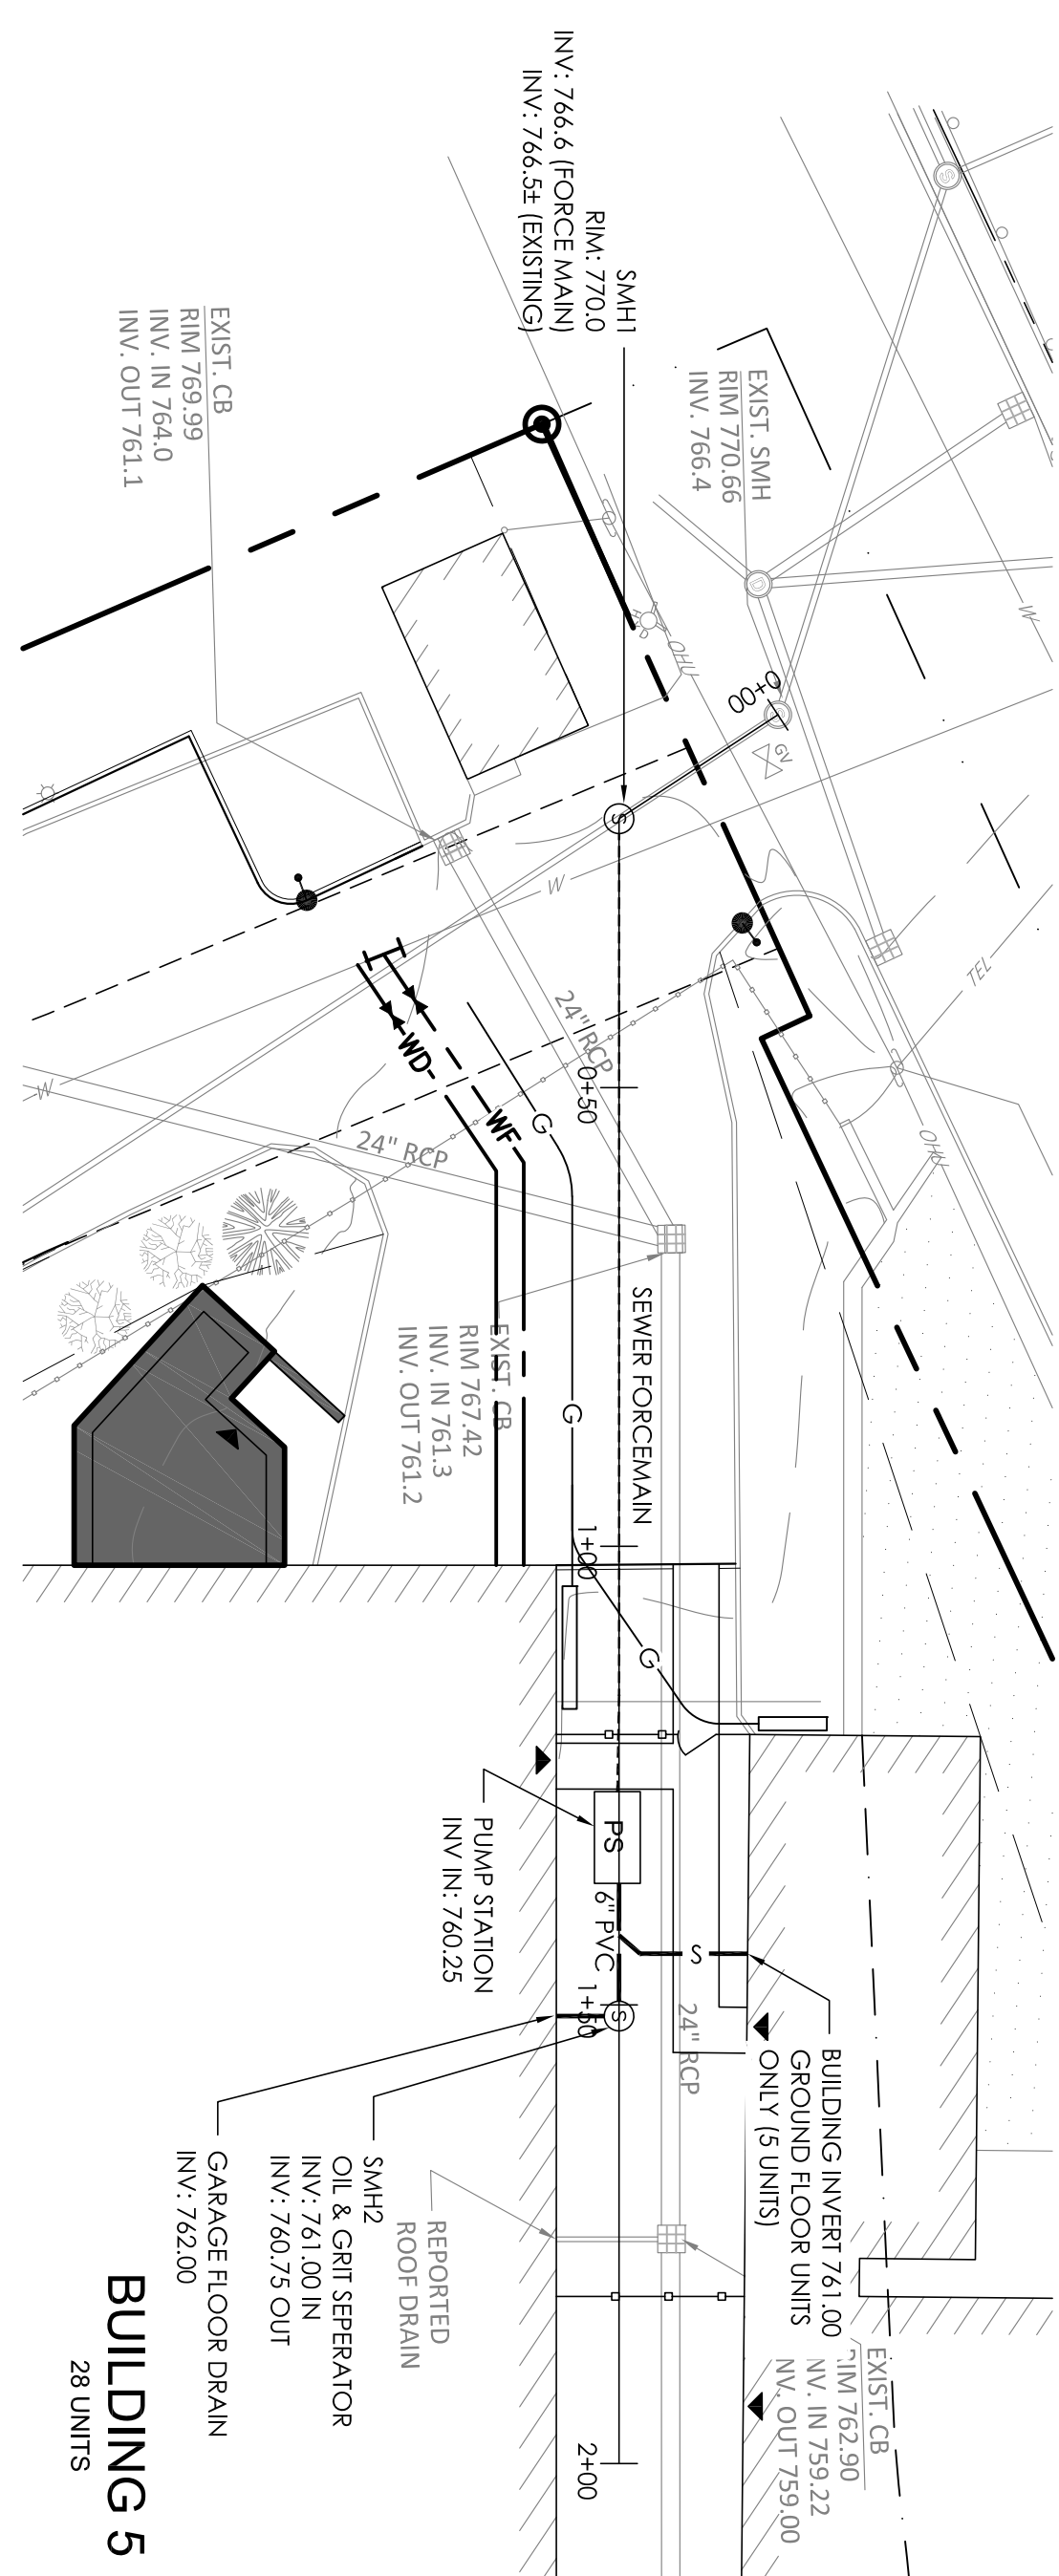 SMH1
RIM: 770.0
INV: 766.6 (FORCE MAIN)
INV: 766.5± (EXISTING)
EXIST. SMH
RIM 770.66
INV. 766.4
EXIST. CB
RIM 769.99
INV. IN 764.0
INV. OUT 761.1
S
D
W
OHU
0+00
GV
S
W
TEL
24" RCP
0+50
WD
WF
G
W
24" RCP
OHU
SEWER FORCEMAIN
EXIST. CB
RIM 767.42
INV. IN 761.3
INV. OUT 761.2
G
1+00
G
PS
PUMP STATION
INV IN: 760.25
6" PVC
S
1+50
S
24" RCP
BUILDING INVERT 761.00
GROUND FLOOR UNITS
ONLY (5 UNITS)
SMH2
OIL & GRIT SEPERATOR
INV: 761.00 IN
INV: 760.75 OUT
GARAGE FLOOR DRAIN
INV: 762.00
REPORTED
ROOF DRAIN
EXIST. CB
RIM 762.90
INV. IN 759.22
INV. OUT 759.00
2+00
BUILDING 5
28 UNITS